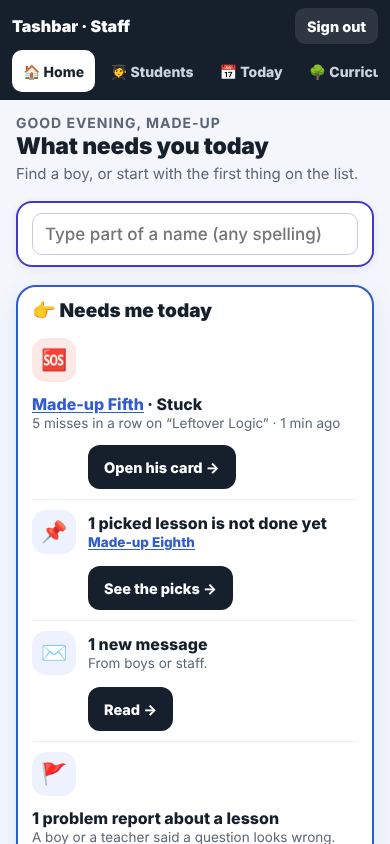 Tashbar · Staff
Sign out
🏠 Home
🧑‍🎓 Students
📅 Today
🌳 Curricu
GOOD EVENING, MADE-UP
What needs you today
Find a boy, or start with the first thing on the list.
Type part of a name (any spelling)
👉 Needs me today
🆘
Made-up Fifth · Stuck
5 misses in a row on “Leftover Logic” · 1 min ago
Open his card →
1 picked lesson is not done yet
Made-up Eighth
See the picks →
1 new message
From boys or staff.
Read →
1 problem report about a lesson
A boy or a teacher said a question looks wrong.